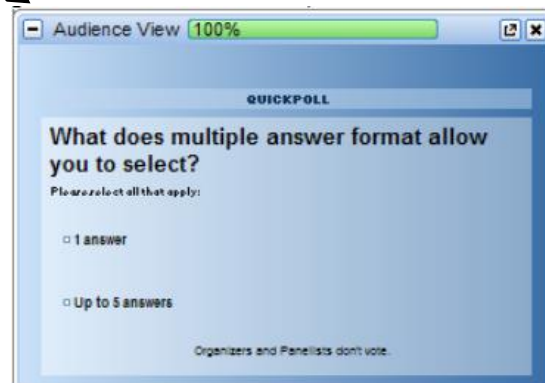 Audience View 100%
QUICKPOLL
What does multiple answer format allow
you to select?
Please select all that apply:
1 answer
Up to 5 answers
Organizers and Panellists don't vote.